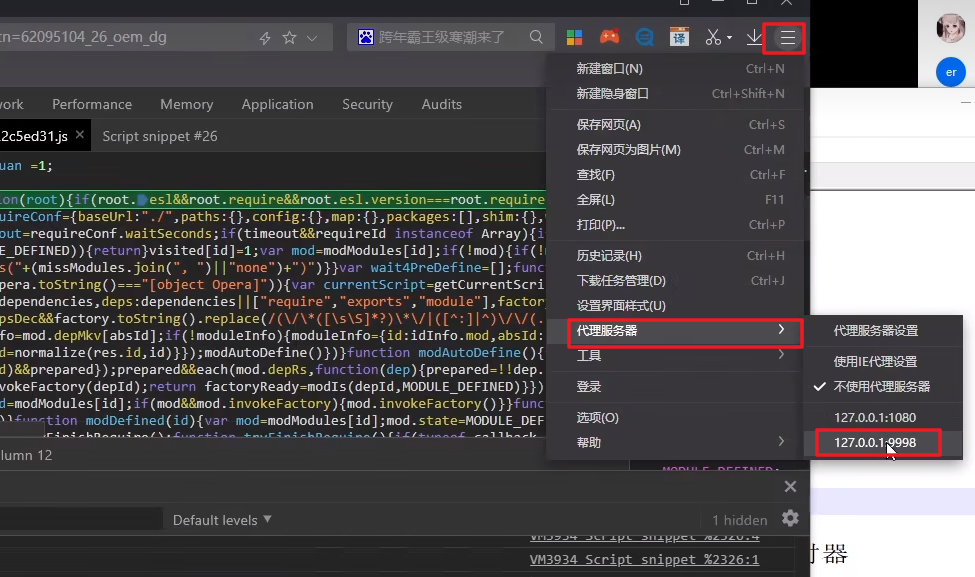 cn=62095104_26_oem_dg
跨年霸王级寒潮来了
译
er
新建窗口(N) Ctrl+N
新建隐身窗口 Ctrl+Shift+N
保存网页(A) Ctrl+S
保存网页为图片(M) Ctrl+M
查找(F) Ctrl+F
全屏(L) F11
打印(P)... Ctrl+P
历史记录(H) Ctrl+H
下载任务管理(D) Ctrl+J
设置界面样式(U)
代理服务器
工具
登录
选项(O)
帮助
代理服务器设置
使用IE代理设置
不使用代理服务器
127.0.0.1:1080
127.0.0.1:9998
ork Performance Memory Application Security Audits
2c5ed31.js Script snippet #26
uan =1;
ion(root){if(root. esl&&root.require&&root.esl.version===root.require
uireConf={baseUrl:"./",paths:{},config:{},map:{},packages:[],shim:{},
out=requireConf.waitSeconds;if(timeout&&requireId instanceof Array){i
E_DEFINED)){return}visited[id]=1;var mod=modModules[id];if(!mod){if(!
s("+(missModules.join(", ")||"none")+")")}}var wait4PreDefine=[];func
pera.toString()==="[object Opera]")){var currentScript=getCurrentScri
dependencies,deps:dependencies||["require","exports","module"],factor
psDec&&factory.toString().replace(/(\/\*([\s\S]*?)\*\/|([^:]|^)\/\/(.
nfo=mod.depMkv[absId];if(!moduleInfo){moduleInfo={id:idInfo.mod,absId:
d=normalize(res.id,id)}});modAutoDefine()})}function modAutoDefine(){
d)&&prepared});prepared&&each(mod.depRs,function(dep){prepared=!!dep.
vokeFactory(depId);return factoryReady=modIs(depId,MODULE_DEFINED)}})
d=modModules[id];if(mod&&mod.invokeFactory){mod.invokeFactory()}}func
)}function modDefined(id){var mod=modModules[id];mod.state=MODULE_DEF
lumn 12
MODULE_DEFINED;
Default levels ▼ 1 hidden
VM3934 Script snippet %2326:4
VM3934 Script snippet %2326:1
寸器